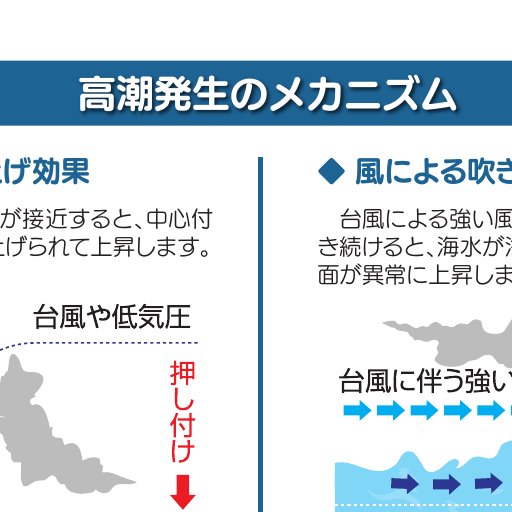 高潮発生のメカニズム
げ効果
が接近すると、中心付
げられて上昇します。
台風や低気圧
押し付け
◆ 風による吹き
台風による強い風
き続けると、海水が
面が異常に上昇しま
台風に伴う強い